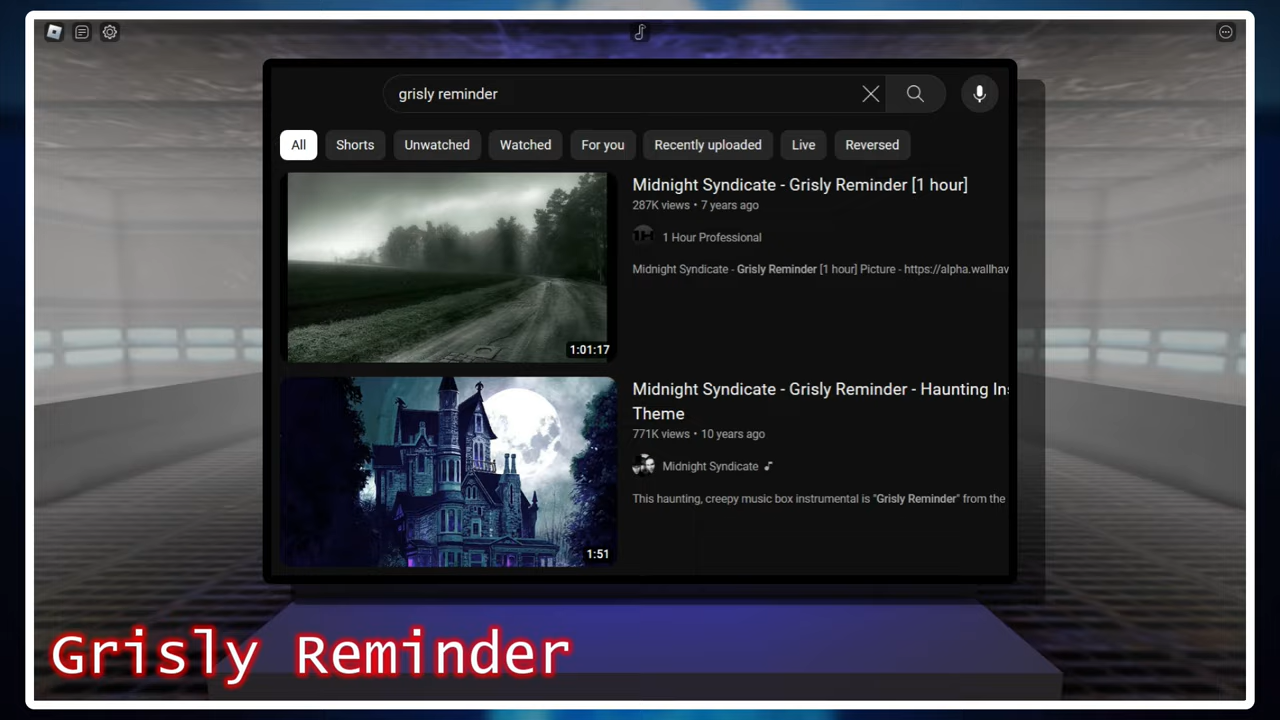 grisly reminder
All Shorts Unwatched Watched For you Recently uploaded Live Reversed
Midnight Syndicate - Grisly Reminder [1 hour]
287K views • 7 years ago
1H
1 Hour Professional
Midnight Syndicate - Grisly Reminder [1 hour] Picture - https://alpha.wallhav
1:01:17
Midnight Syndicate - Grisly Reminder - Haunting Ins
Theme
771K views • 10 years ago
Midnight Syndicate
This haunting, creepy music box instrumental is "Grisly Reminder" from the
1:51
Grisly Reminder